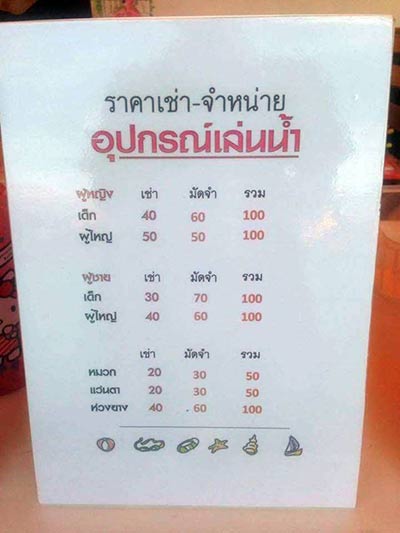 ราคาเช่า-จำหน่าย
อุปกรณ์เล่นน้ำ
ผู้หญิง เช่า มัดจำ รวม
เด็ก 40 60 100
ผู้ใหญ่ 50 50 100
ผู้ชาย เช่า มัดจำ รวม
เด็ก 30 70 100
ผู้ใหญ่ 40 60 100
เช่า มัดจำ รวม
หมวก 20 30 50
แว่นตา 20 30 50
ห่วงยาง 40 60 100